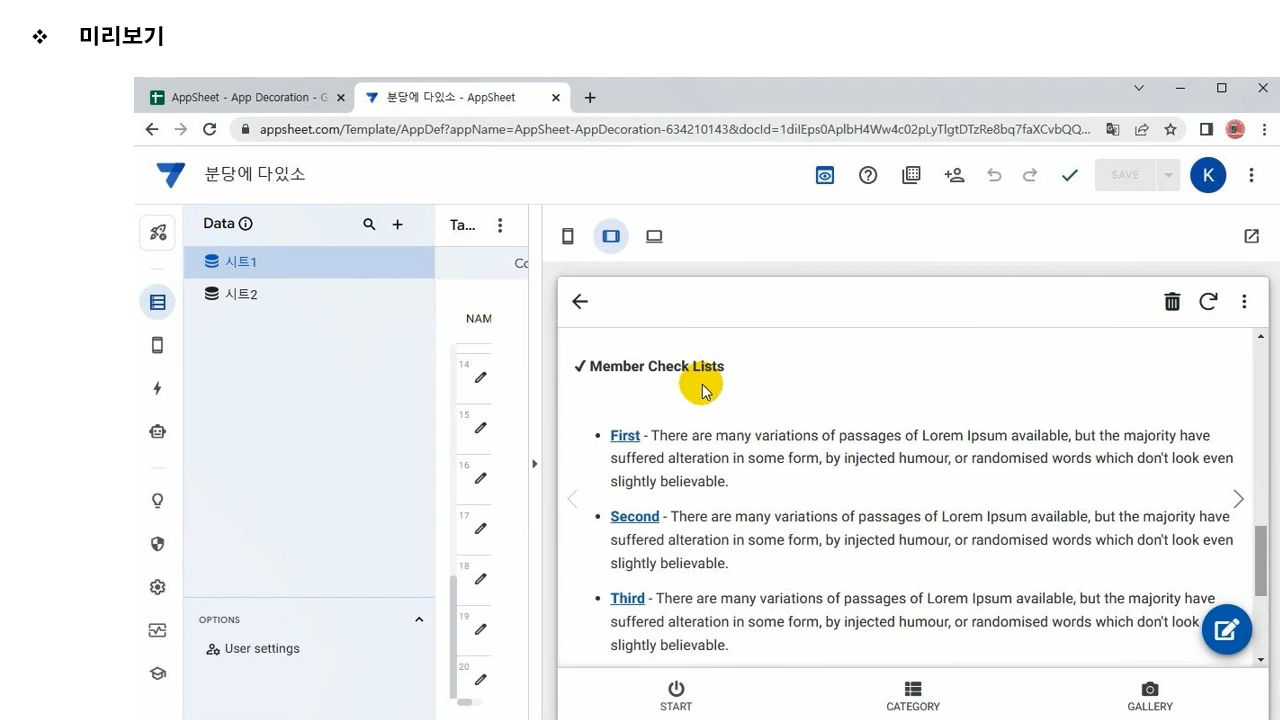 ❖ 미리보기
AppSheet - App Decoration - G
분당에 다있소 - AppSheet
appsheet.com/Template/AppDef?appName=AppSheet-AppDecoration-634210143&docId=1diIEps0AplbH4Ww4c02pLyTlgtDTzRe8bq7faXCvbQQ...
분당에 다있소
SAVE
K
Data
Ta...
시트1
Co
시트2
NAM
14
15
16
17
18
19
20
OPTIONS
User settings
✓ Member Check Lists
• First - There are many variations of passages of Lorem Ipsum available, but the majority have
suffered alteration in some form, by injected humour, or randomised words which don't look even
slightly believable.
• Second - There are many variations of passages of Lorem Ipsum available, but the majority have
suffered alteration in some form, by injected humour, or randomised words which don't look even
slightly believable.
• Third - There are many variations of passages of Lorem Ipsum available, but the majority have
suffered alteration in some form, by injected humour, or randomised words which don't look
slightly believable.
START
CATEGORY
GALLERY